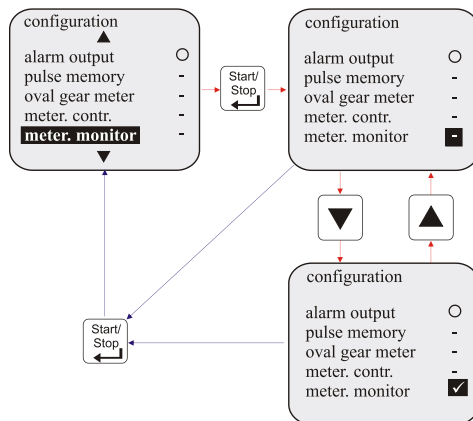 configuration
▲
alarm output O
pulse memory -
oval gear meter -
meter. contr. -
meter. monitor -
▼
Start/
Stop
configuration
alarm output O
pulse memory -
oval gear meter -
meter. contr. -
meter. monitor -
▼
▲
Start/
Stop
configuration
alarm output O
pulse memory -
oval gear meter -
meter. contr. -
meter. monitor ✓